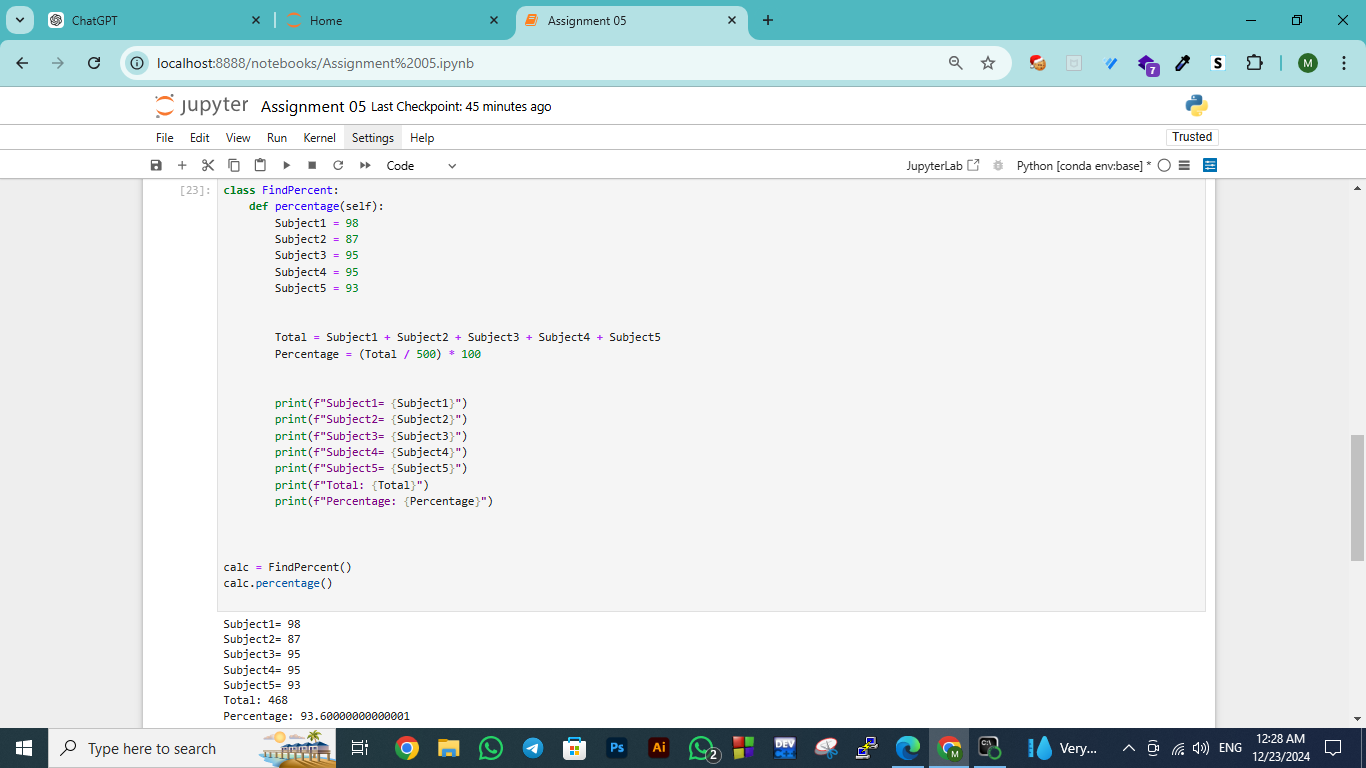 ChatGPT
Home
Assignment 05
localhost:8888/notebooks/Assignment%2005.ipynb
S
7
M
jupyter Assignment 05 Last Checkpoint: 45 minutes ago
File Edit View Run Kernel Settings Help
Trusted
Code
JupyterLab
Python [conda env:base] *
[23]: class FindPercent:
    def percentage(self):
        Subject1 = 98
        Subject2 = 87
        Subject3 = 95
        Subject4 = 95
        Subject5 = 93
        Total = Subject1 + Subject2 + Subject3 + Subject4 + Subject5
        Percentage = (Total / 500) * 100
        print(f"Subject1= {Subject1}")
        print(f"Subject2= {Subject2}")
        print(f"Subject3= {Subject3}")
        print(f"Subject4= {Subject4}")
        print(f"Subject5= {Subject5}")
        print(f"Total: {Total}")
        print(f"Percentage: {Percentage}")
calc = FindPercent()
calc.percentage()
Subject1= 98
Subject2= 87
Subject3= 95
Subject4= 95
Subject5= 93
Total: 468
Percentage: 93.60000000000001
Type here to search
Ps
Ai
2
DEV
M
Very...
ENG
12:28 AM
12/23/2024